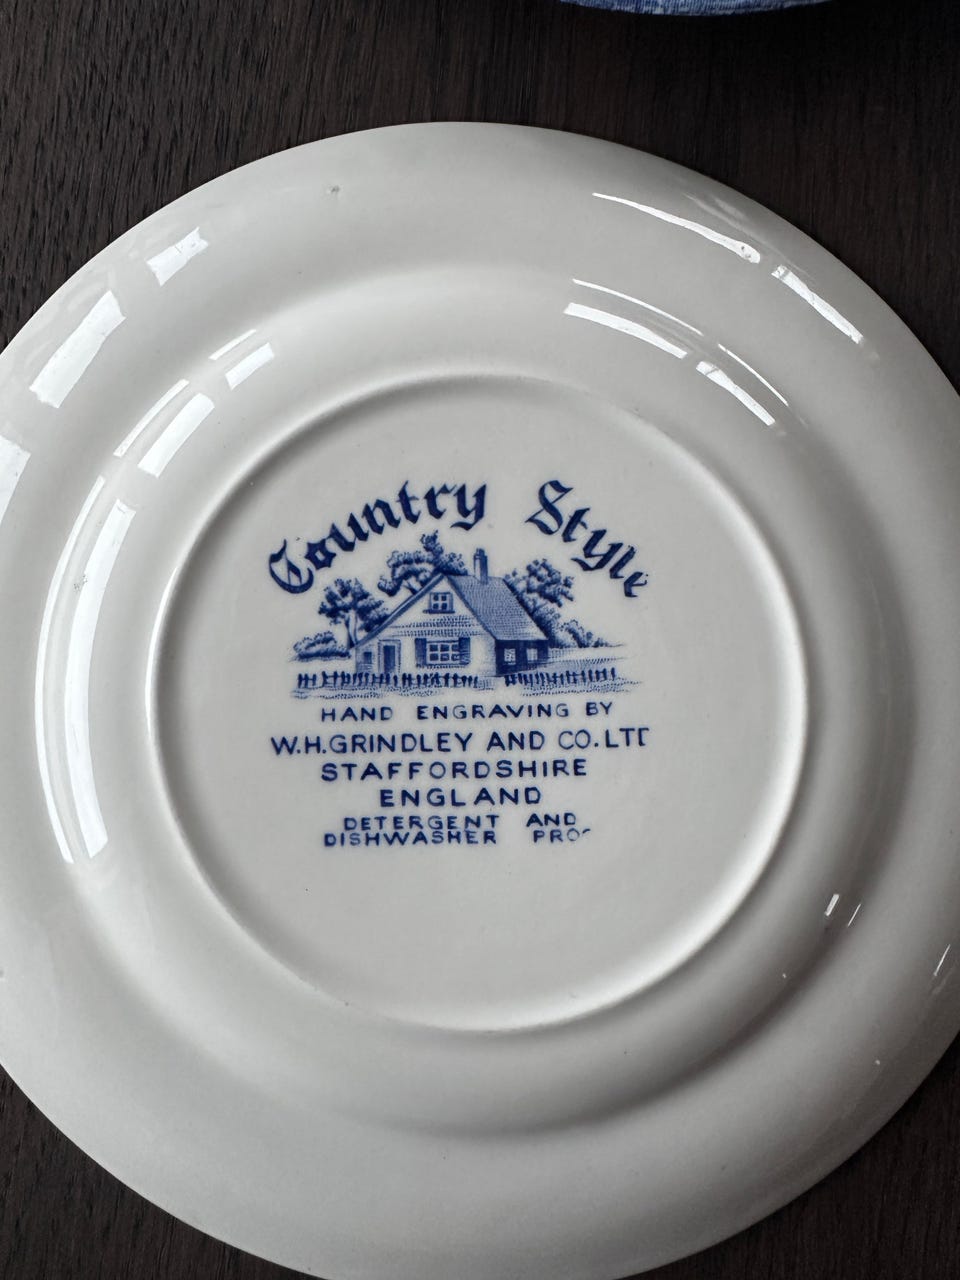 Country Style
HAND ENGRAVING BY
W.H.GRINDLEY AND CO.LTD
STAFFORDSHIRE
ENGLAND
DETERGENT AND
DISHWASHER